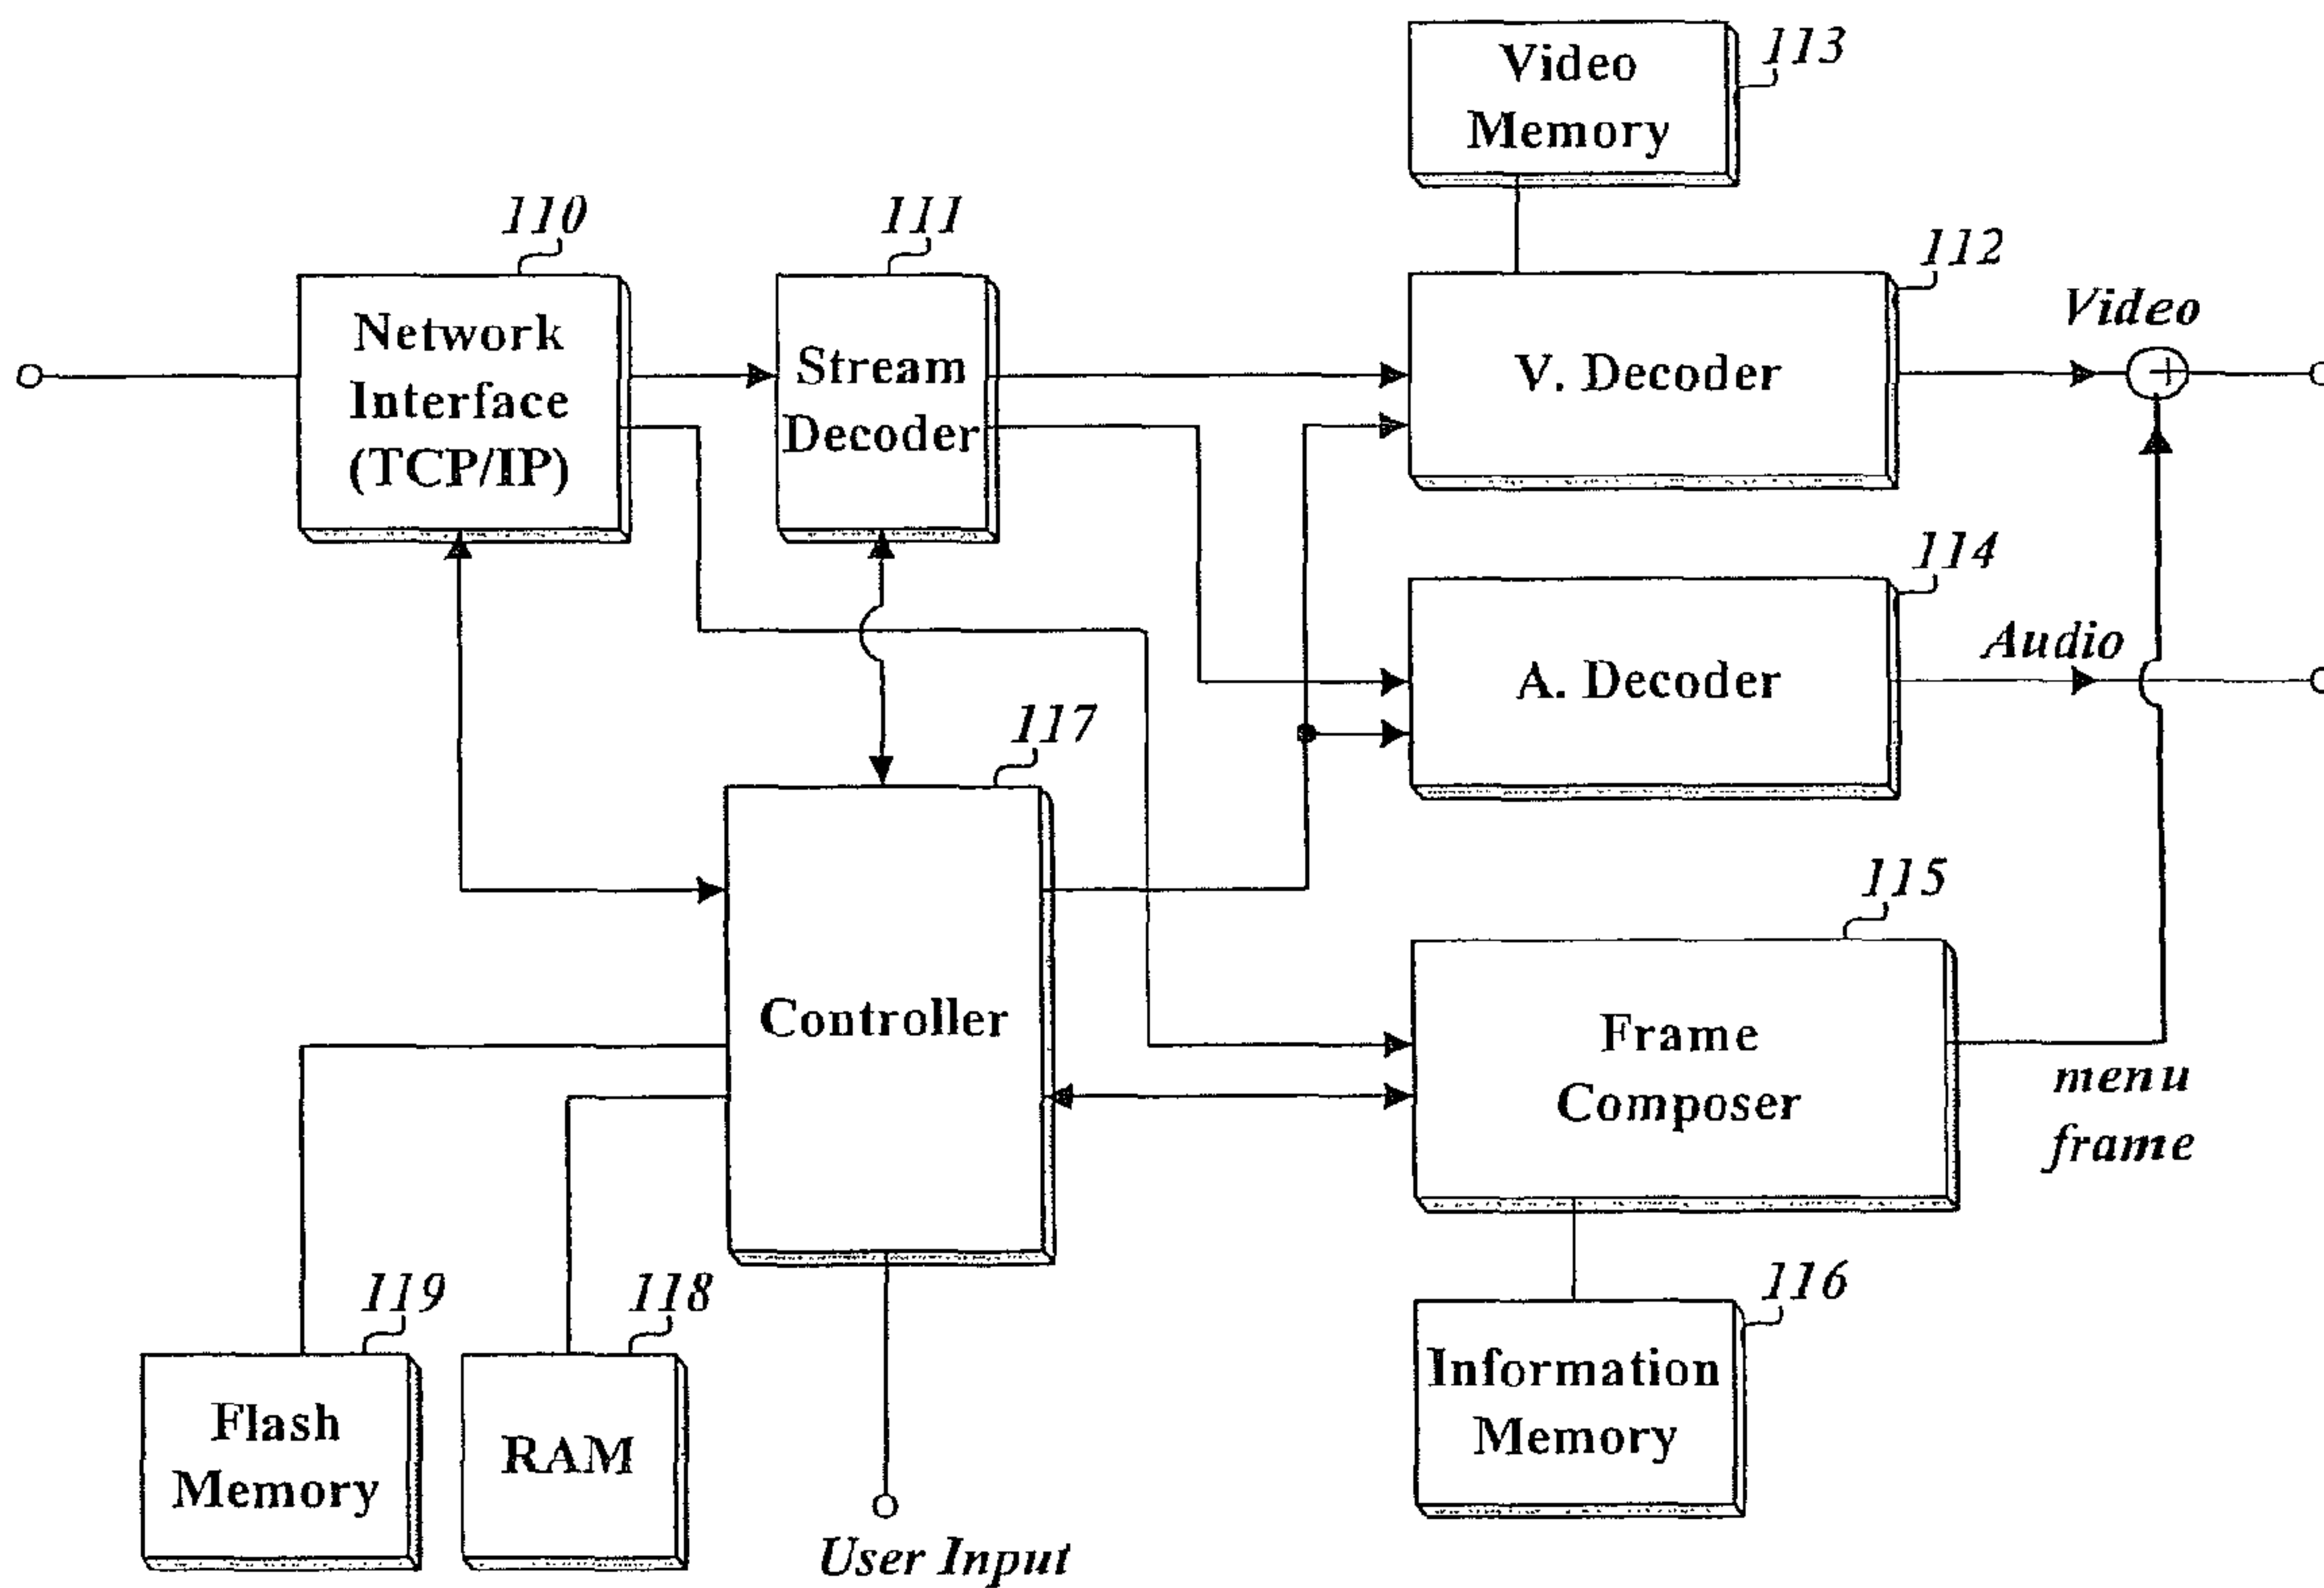 Video
Memory
113
110
Network
Interface
(TCP/IP)
111
Stream
Decoder
112
V. Decoder
Video
114
A. Decoder
Audio
117
Controller
115
Frame
Composer
menu
frame
119
Flash
Memory
118
RAM
User Input
116
Information
Memory